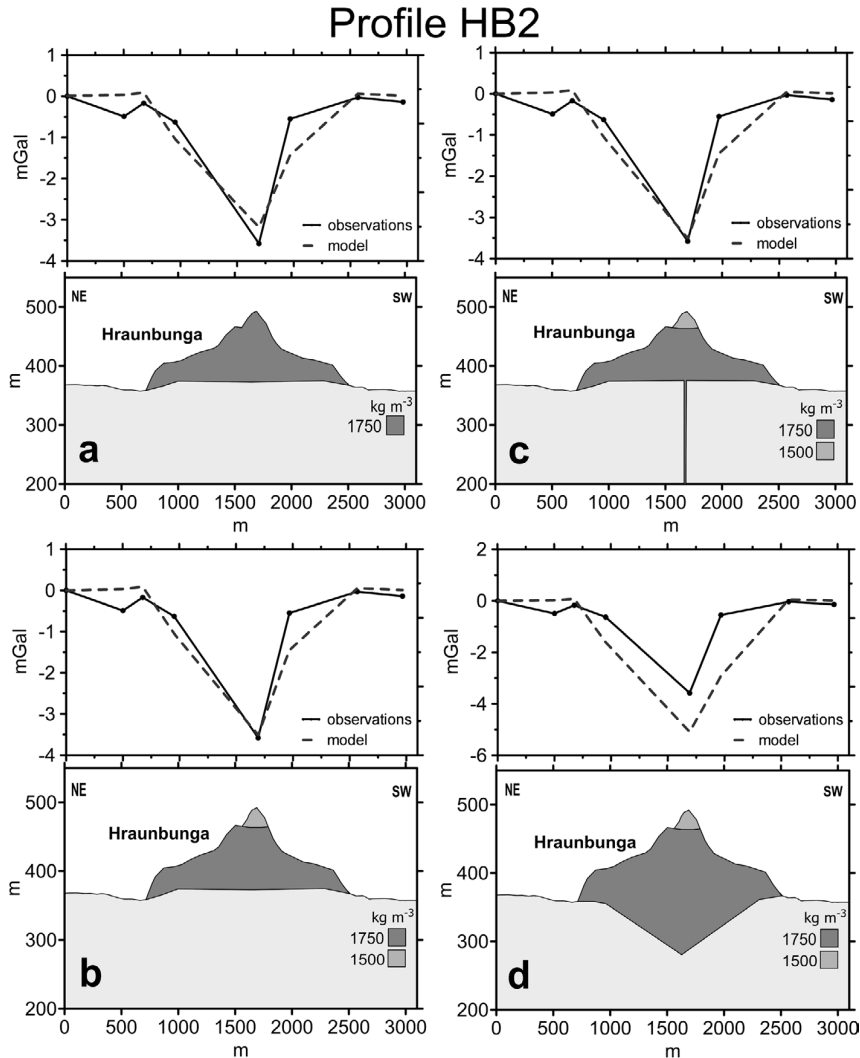 Profile HB2
1
0
-1
-2
-3
-4
mGal
observations
model
NE
SW
Hraunbunga
500
400
300
200
m
kg m⁻³
1750
a
0 500 1000 1500 2000 2500 3000
m
1
0
-1
-2
-3
-4
mGal
observations
model
NE
SW
Hraunbunga
500
400
300
200
m
kg m⁻³
1750
1500
c
0 500 1000 1500 2000 2500 3000
m
1
0
-1
-2
-3
-4
mGal
observations
model
NE
SW
Hraunbunga
500
400
300
200
m
kg m⁻³
1750
1500
b
0 500 1000 1500 2000 2500 3000
m
2
0
-2
-4
-6
mGal
observations
model
NE
SW
Hraunbunga
500
400
300
200
m
kg m⁻³
1750
1500
d
0 500 1000 1500 2000 2500 3000
m